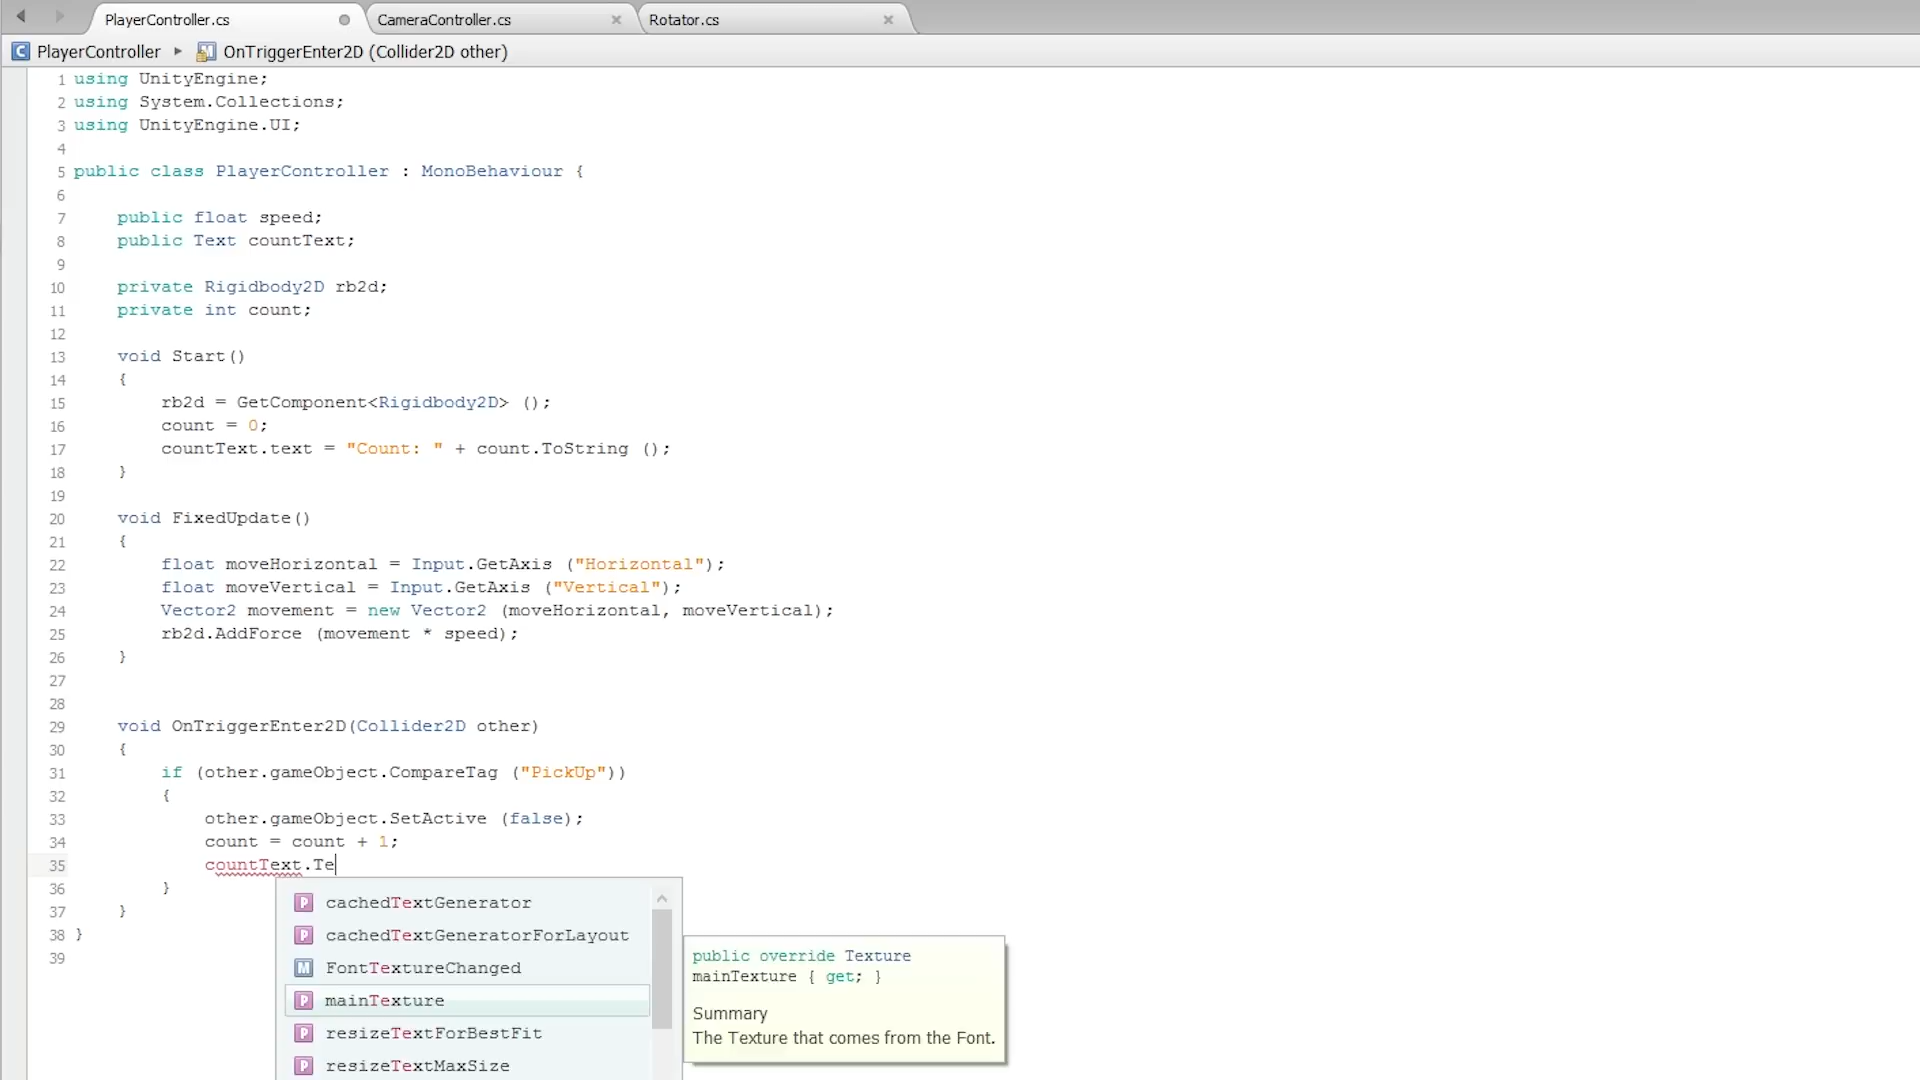 PlayerController.cs
CameraController.cs
Rotator.cs
PlayerController
OnTriggerEnter2D (Collider2D other)
1 using UnityEngine;
2 using System.Collections;
3 using UnityEngine.UI;
4
5 public class PlayerController : MonoBehaviour {
6
7 public float speed;
8 public Text countText;
9
10 private Rigidbody2D rb2d;
11 private int count;
12
13 void Start()
14 {
15 rb2d = GetComponent<Rigidbody2D> ();
16 count = 0;
17 countText.text = "Count: " + count.ToString ();
18 }
19
20 void FixedUpdate()
21 {
22 float moveHorizontal = Input.GetAxis ("Horizontal");
23 float moveVertical = Input.GetAxis ("Vertical");
24 Vector2 movement = new Vector2 (moveHorizontal, moveVertical);
25 rb2d.AddForce (movement * speed);
26 }
27
28
29 void OnTriggerEnter2D(Collider2D other)
30 {
31 if (other.gameObject.CompareTag ("PickUp"))
32 {
33 other.gameObject.SetActive (false);
34 count = count + 1;
35 countText.Te
36 }
37 }
38 }
39
P cachedTextGenerator
P cachedTextGeneratorForLayout
M FontTextureChanged
P mainTexture
P resizeTextForBestFit
P resizeTextMaxSize
public override Texture
mainTexture { get; }
Summary
The Texture that comes from the Font.